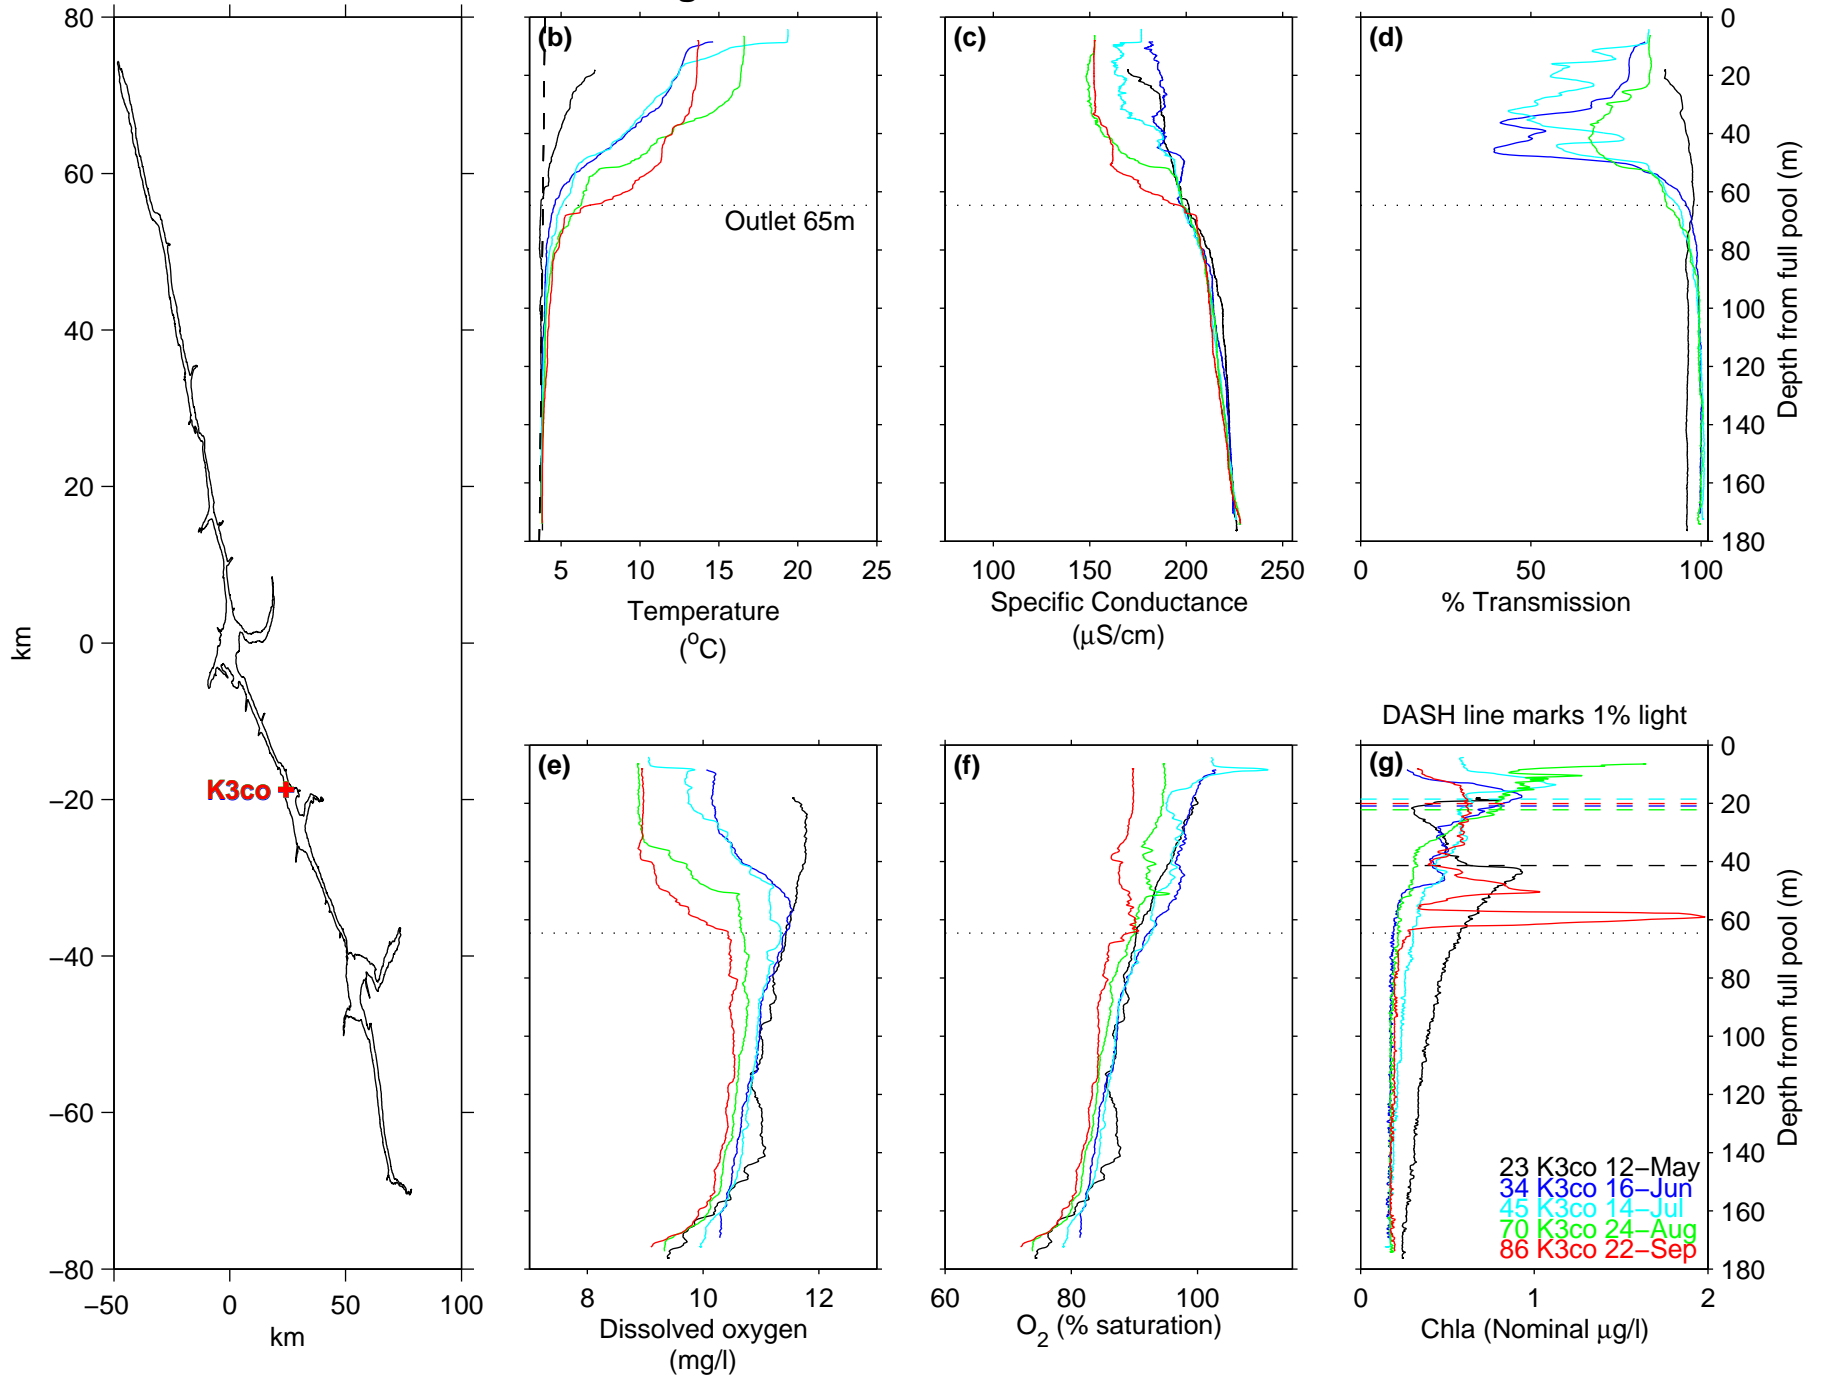 80
60
40
20
0
−20
−40
−60
−80
km
−50 0 50 100
km
K3co
(b)
Outlet 65m
5 10 15 20 25
Temperature
(°C)
(c)
100 150 200 250
Specific Conductance
(μS/cm)
(d)
0 50 100
% Transmission
0
20
40
60
80
100
120
140
160
180
Depth from full pool (m)
(e)
8 10 12
Dissolved oxygen
(mg/l)
(f)
60 80 100
O2 (% saturation)
DASH line marks 1% light
(g)
23 K3co 12−May
34 K3co 16−Jun
45 K3co 14−Jul
70 K3co 24−Aug
86 K3co 22−Sep
0 1 2
Chla (Nominal μg/l)
0
20
40
60
80
100
120
140
160
180
Depth from full pool (m)